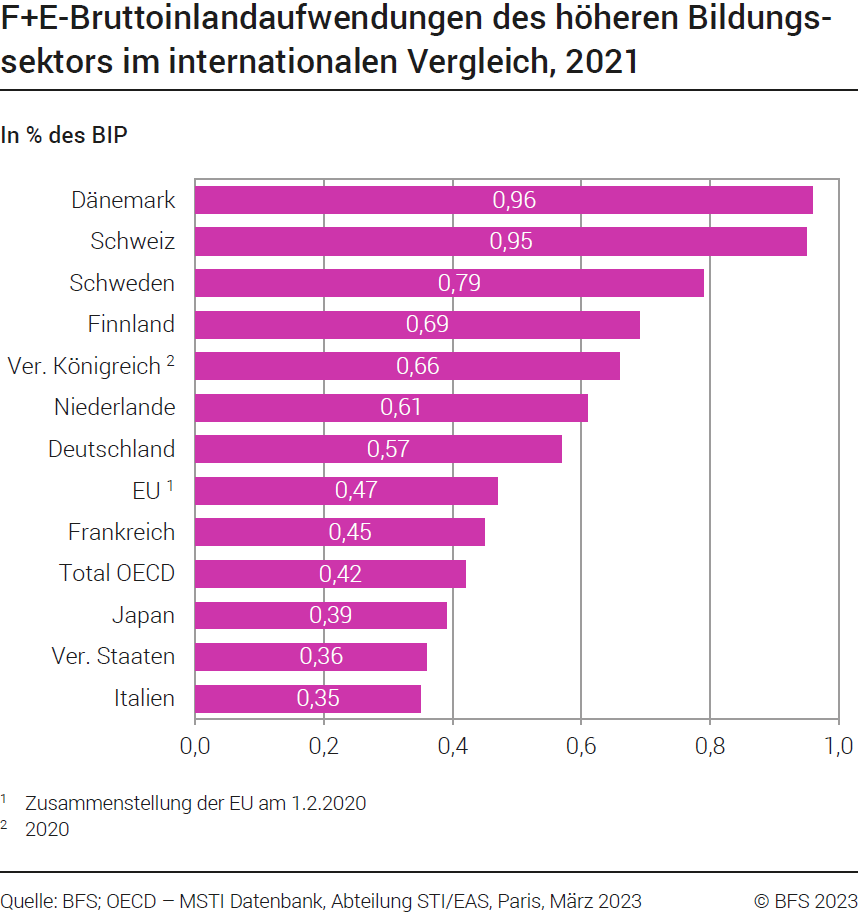 F+E-Bruttoinlandaufwendungen des höheren Bildungs-
sektors im internationalen Vergleich, 2021
In % des BIP
Dänemark 0,96
Schweiz 0,95
Schweden 0,79
Finnland 0,69
Ver. Königreich 2 0,66
Niederlande 0,61
Deutschland 0,57
EU 1 0,47
Frankreich 0,45
Total OECD 0,42
Japan 0,39
Ver. Staaten 0,36
Italien 0,35
0,0 0,2 0,4 0,6 0,8 1,0
1 Zusammenstellung der EU am 1.2.2020
2 2020
Quelle: BFS; OECD – MSTI Datenbank, Abteilung STI/EAS, Paris, März 2023 © BFS 2023